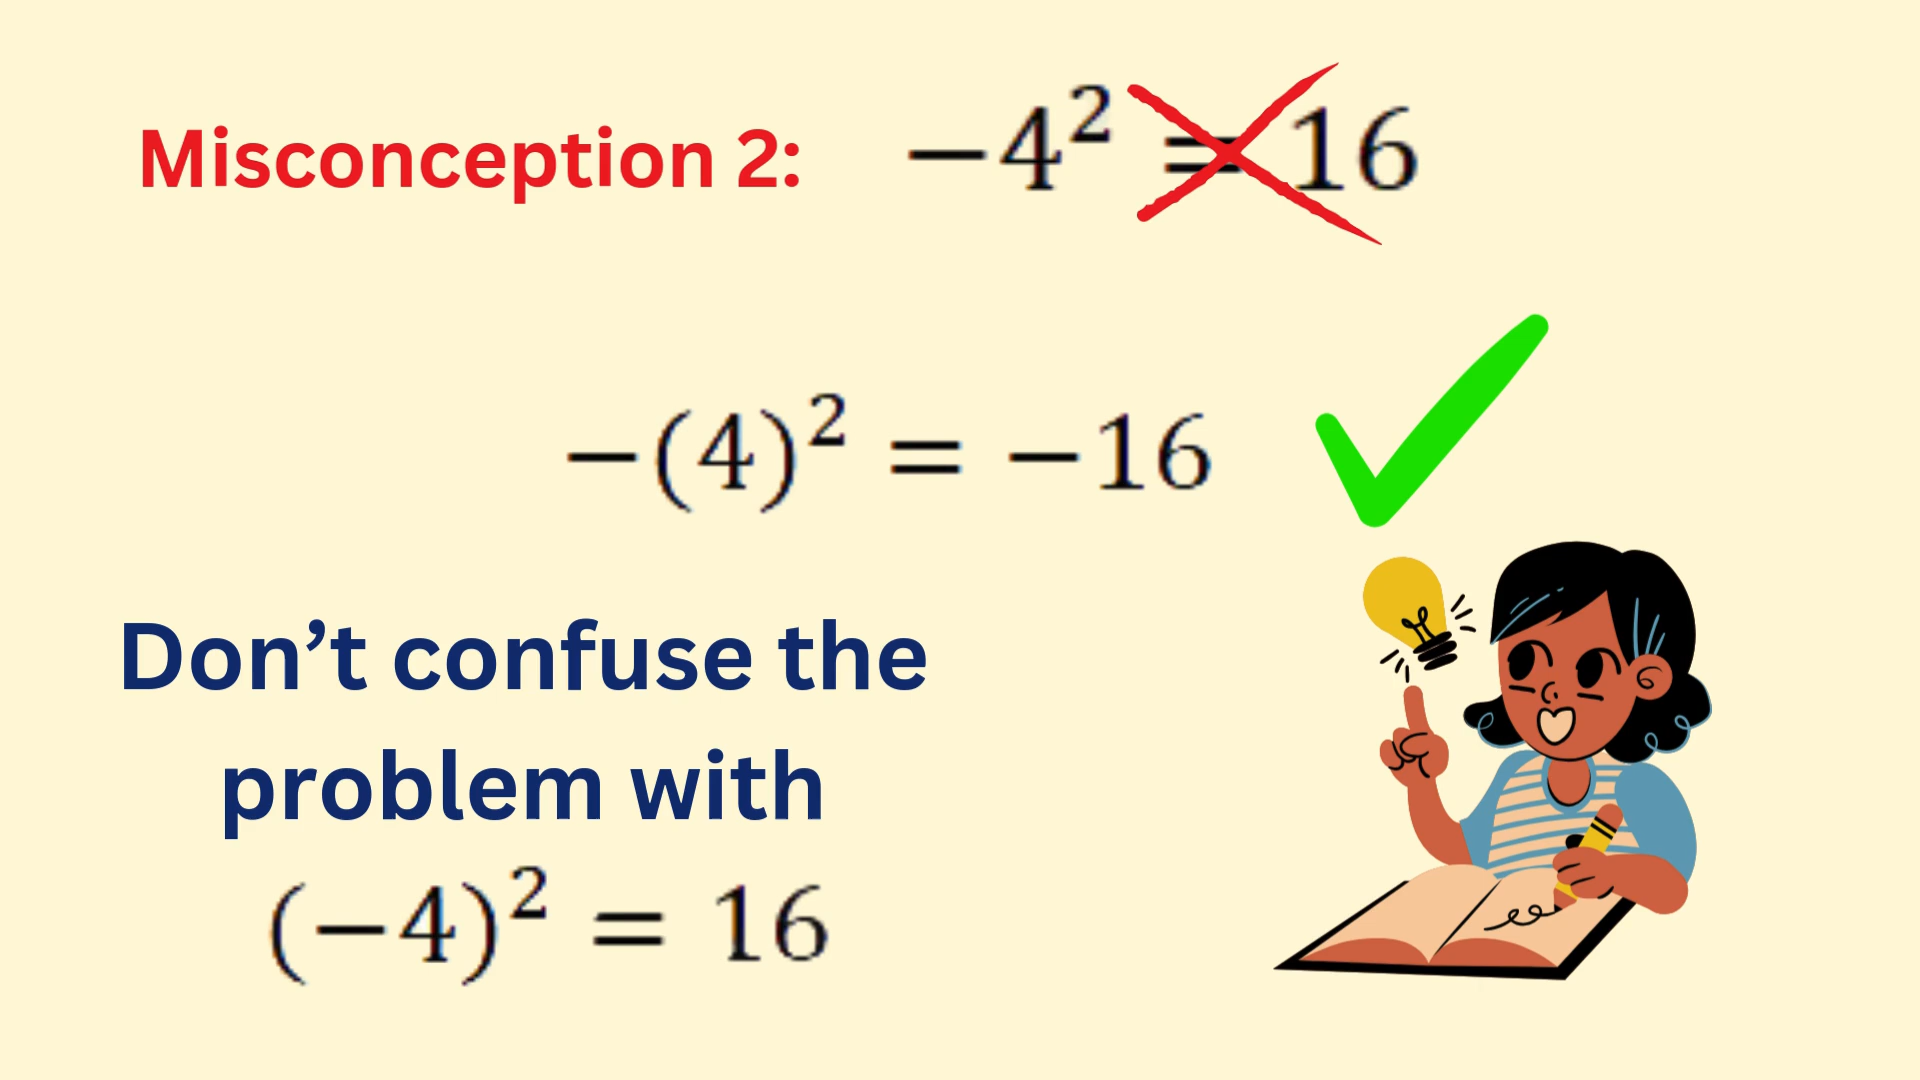 Misconception 2: −4² = 16
−(4)² = −16
Don’t confuse the
problem with
(−4)² = 16